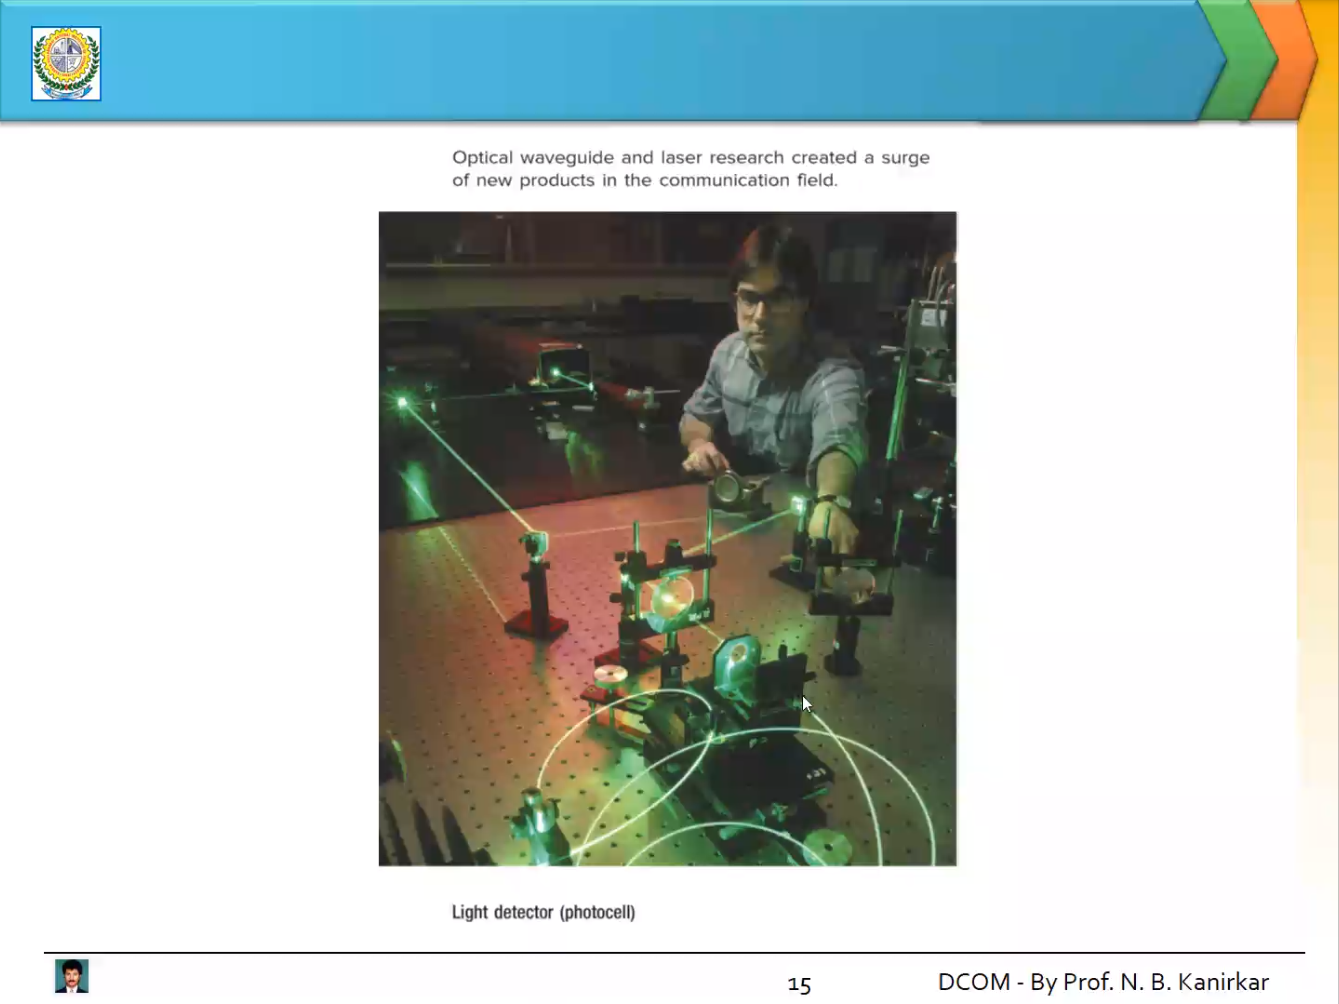 Optical waveguide and laser research created a surge
of new products in the communication field.
Light detector (photocell)
15
DCOM - By Prof. N. B. Kanirkar